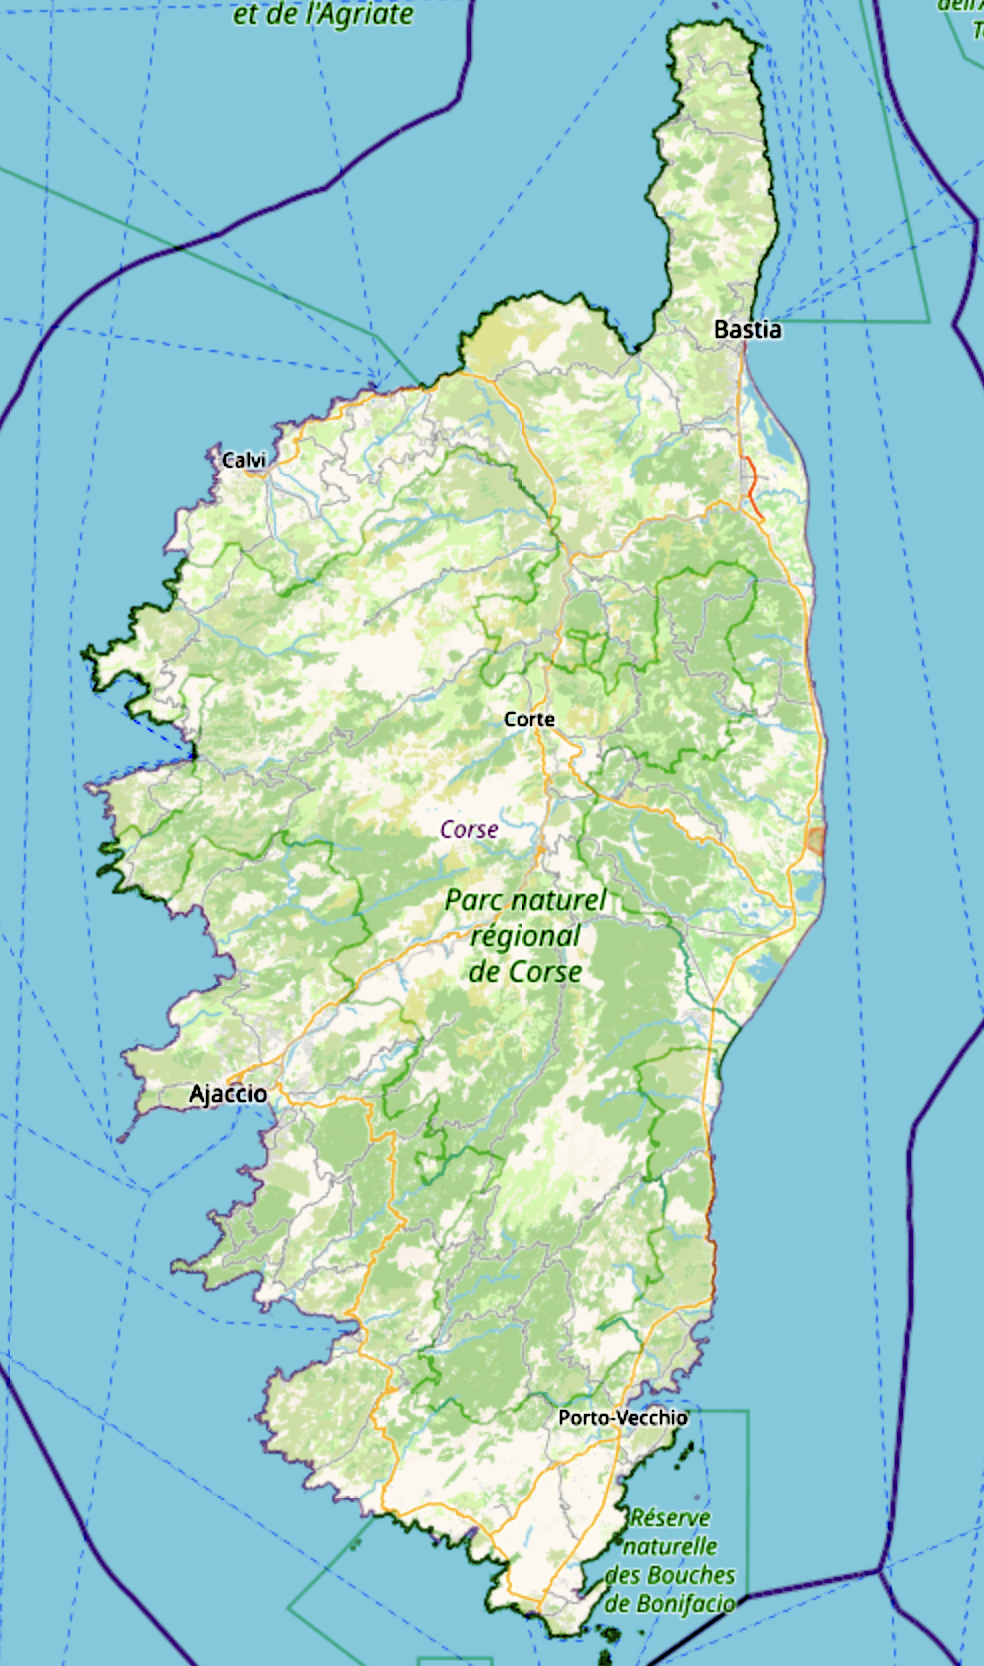 et de l'Agriate
Bastia
Calvi
Corte
Corse
Parc naturel
régional
de Corse
Ajaccio
Porto-Vecchio
Réserve
naturelle
des Bouches
de Bonifacio